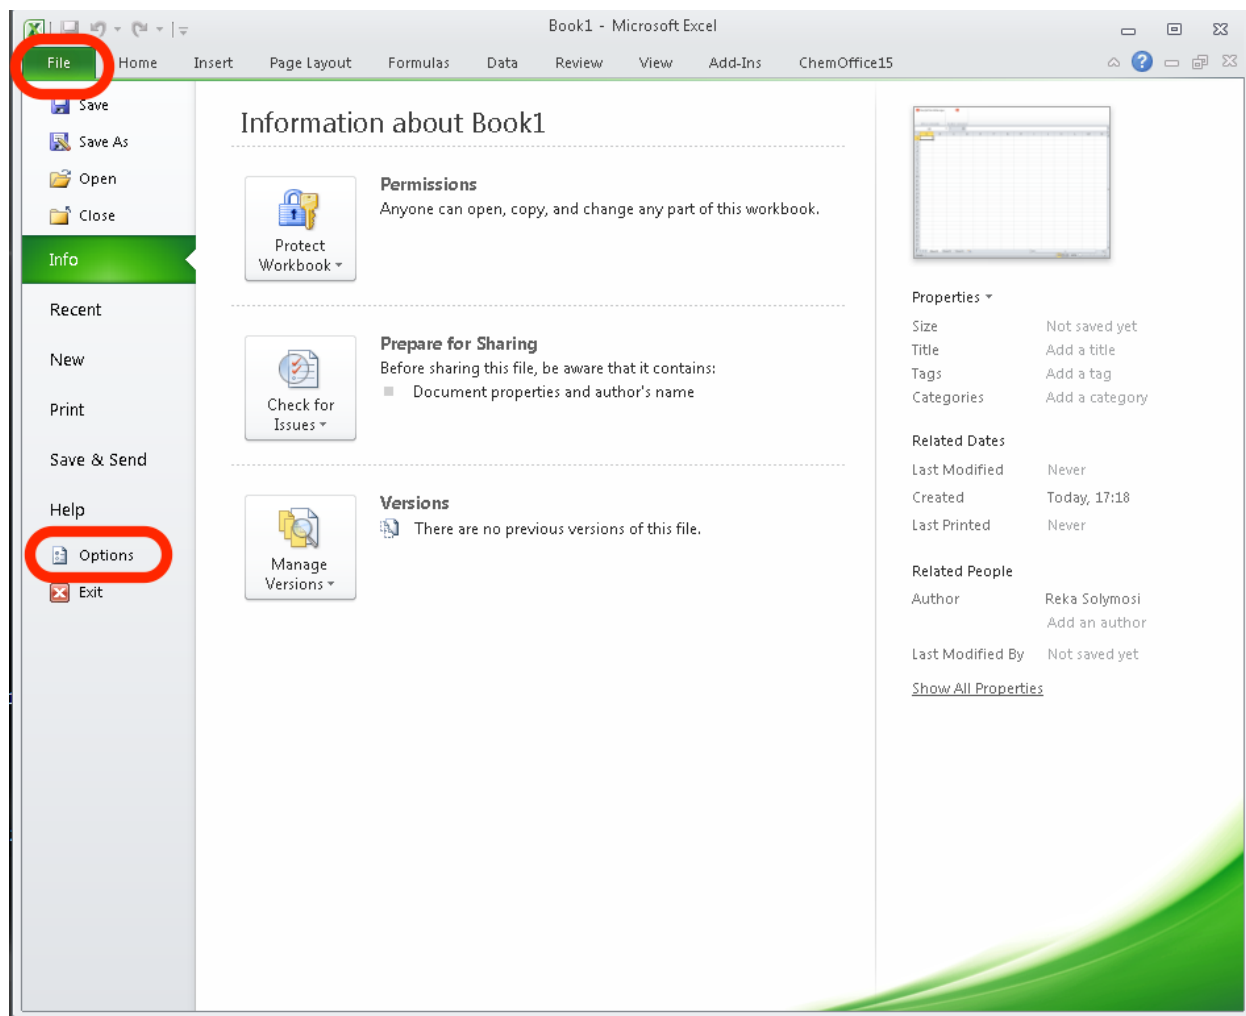 Book1 - Microsoft Excel
File Home Insert Page Layout Formulas Data Review View Add-Ins ChemOffice15
Save
Save As
Open
Close
Info
Recent
New
Print
Save & Send
Help
Options
Exit
Information about Book1
Protect
Workbook
Permissions
Anyone can open, copy, and change any part of this workbook.
Check for
Issues
Prepare for Sharing
Before sharing this file, be aware that it contains:
Document properties and author's name
Manage
Versions
Versions
There are no previous versions of this file.
Properties
Size Not saved yet
Title Add a title
Tags Add a tag
Categories Add a category
Related Dates
Last Modified Never
Created Today, 17:18
Last Printed Never
Related People
Author Reka Solymosi
Add an author
Last Modified By Not saved yet
Show All Properties